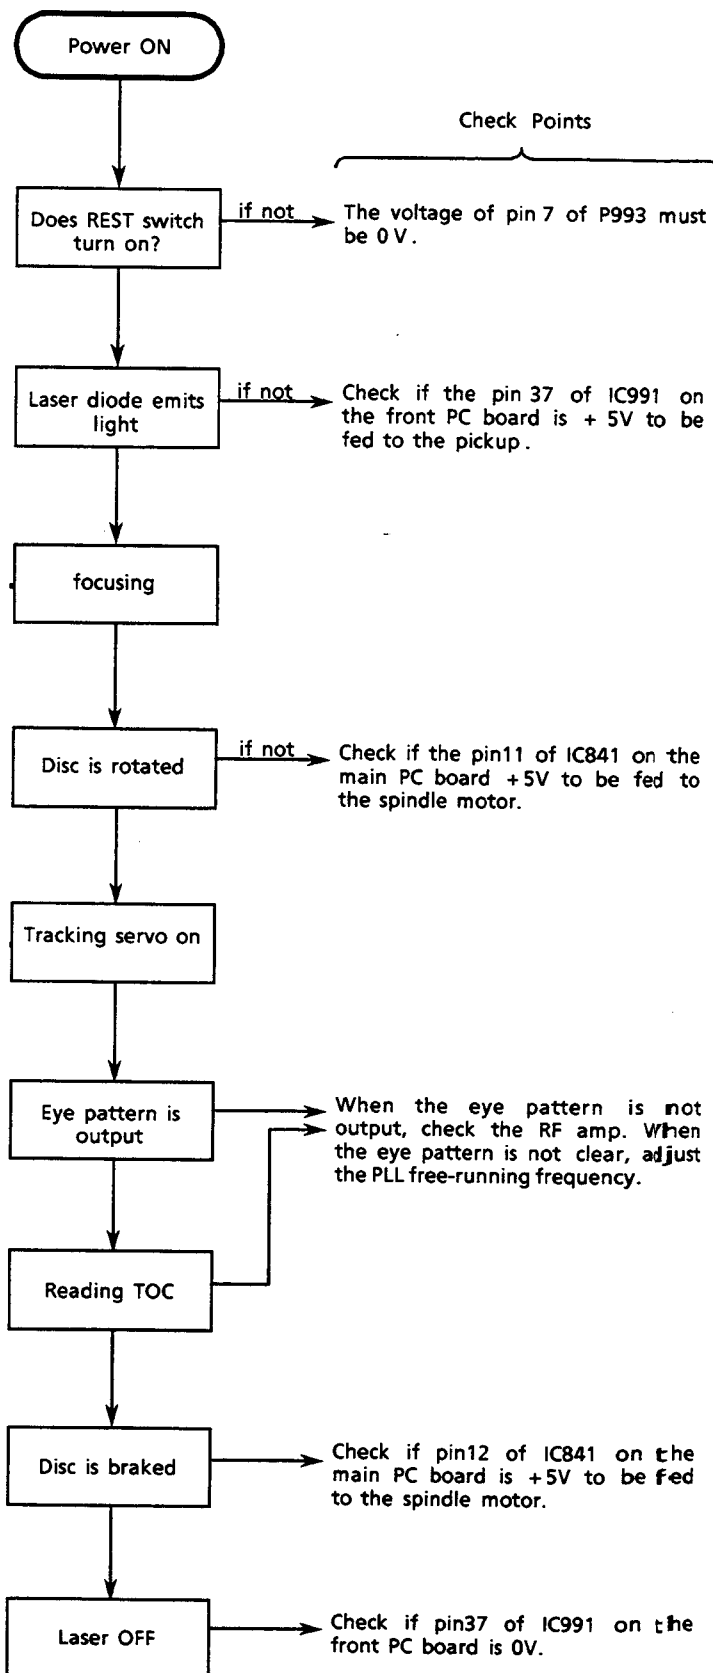 Power ON
Check Points
Does REST switch
turn on?
if not
The voltage of pin 7 of P993 must
be 0 V.
Laser diode emits
light
if not
Check if the pin 37 of IC991 on
the front PC board is + 5V to be
fed to the pickup.
focusing
Disc is rotated
if not
Check if the pin11 of IC841 on the
main PC board +5V to be fed to
the spindle motor.
Tracking servo on
Eye pattern is
output
When the eye pattern is not
output, check the RF amp. When
the eye pattern is not clear, adjust
the PLL free-running frequency.
Reading TOC
Disc is braked
Check if pin12 of IC841 on the
main PC board is +5V to be fed
to the spindle motor.
Laser OFF
Check if pin37 of IC991 on the
front PC board is 0V.